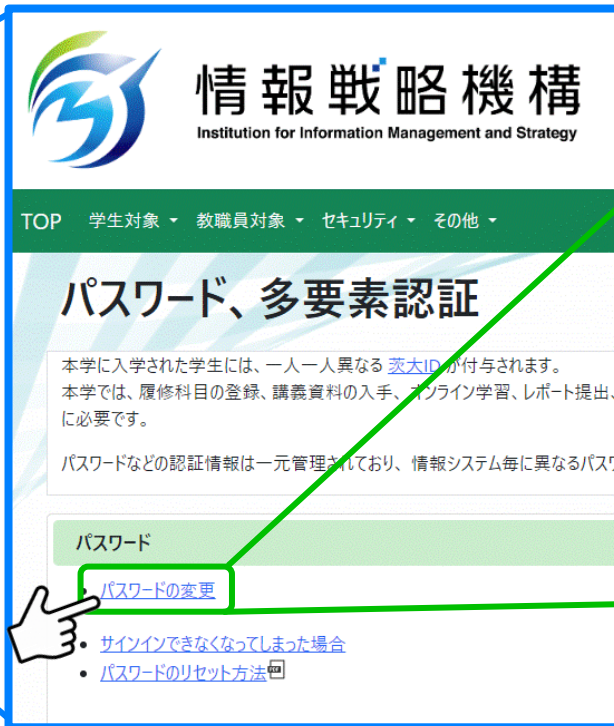 情報戦略機構
Institution for Information Management and Strategy
TOP 学生対象 教職員対象 セキュリティ その他
パスワード、多要素認証
本学に入学された学生には、一人一人異なる 茨大ID が付与されます。
本学では、履修科目の登録、講義資料の入手、オンライン学習、レポート提出、
に必要です。
パスワードなどの認証情報は一元管理されており、情報システム毎に異なるパス
パスワード
パスワードの変更
サインインできなくなってしまった場合
パスワードのリセット方法